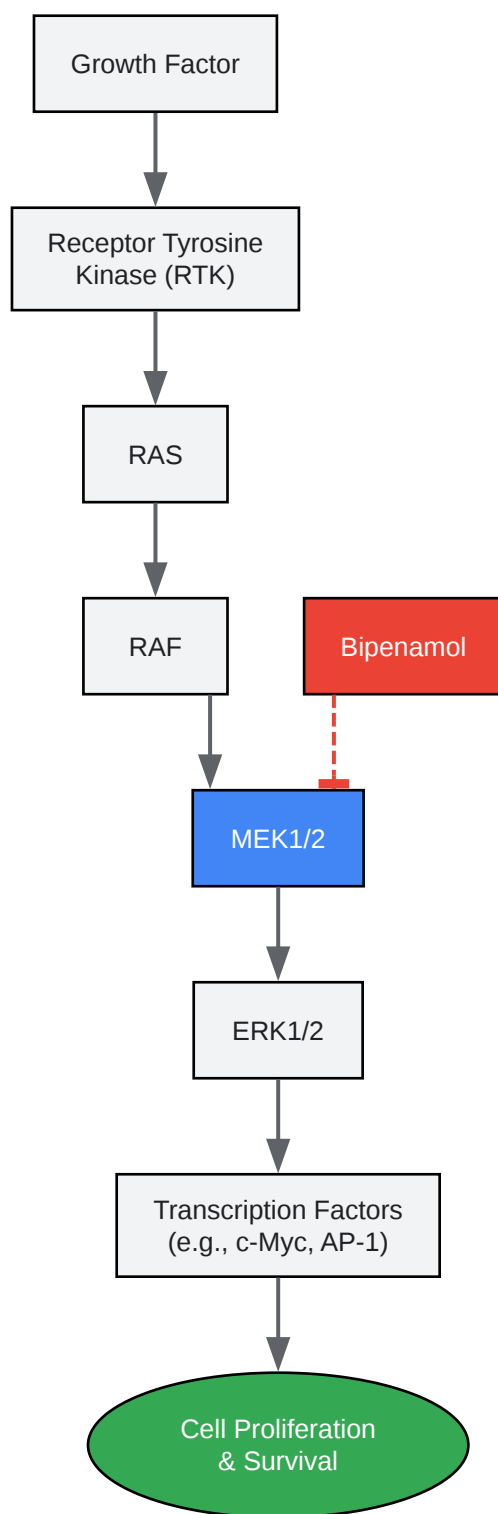 Growth Factor
Receptor Tyrosine
Kinase (RTK)
RAS
RAF
Bipenamol
MEK1/2
ERK1/2
Transcription Factors
(e.g., c-Myc, AP-1)
Cell Proliferation
& Survival